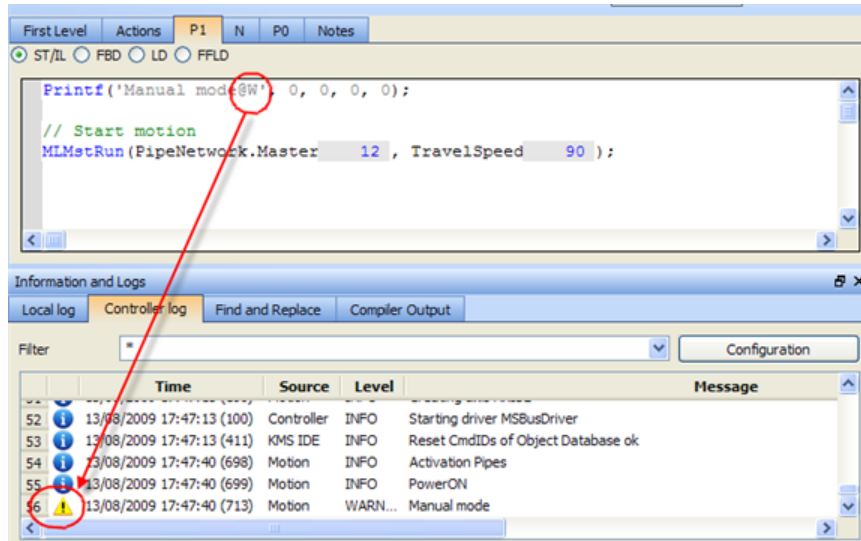 First Level Actions P1 N P0 Notes
ST/IL FBD LD FFLD
Printf('Manual mode@W', 0, 0, 0, 0);
// Start motion
MLMstRun(PipeNetwork.Master 12 , TravelSpeed 90 );
Information and Logs
Local log Controller log Find and Replace Compiler Output
Filter * Configuration
Time Source Level Message
52 13/08/2009 17:47:13 (100) Controller INFO Starting driver MSBusDriver
53 13/08/2009 17:47:13 (411) KMS IDE INFO Reset CmdIDs of Object Database ok
54 13/08/2009 17:47:40 (698) Motion INFO Activation Pipes
55 13/08/2009 17:47:40 (699) Motion INFO PowerON
56 13/08/2009 17:47:40 (713) Motion WARN... Manual mode